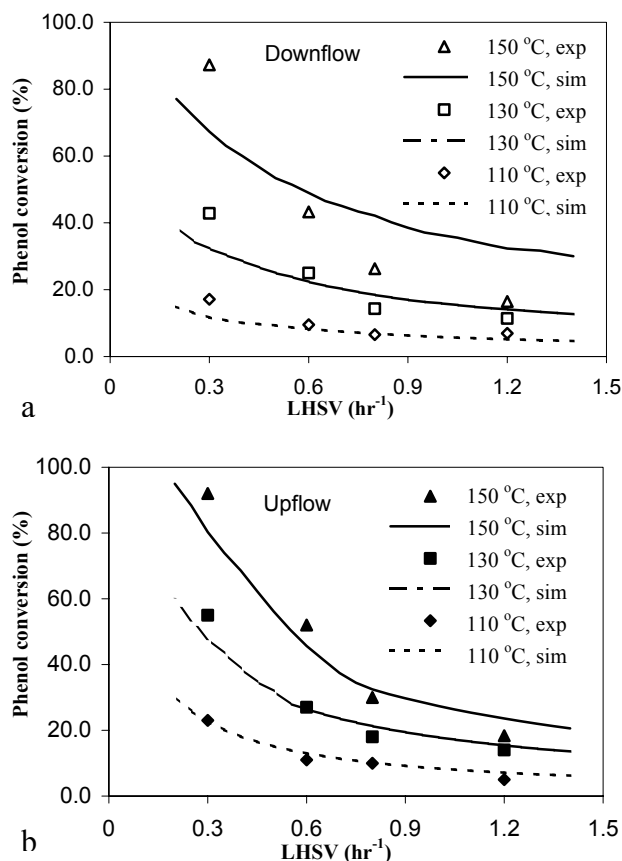 100.0
80.0
60.0
40.0
20.0
0.0
Phenol conversion (%)
Downflow
150 °C, exp
150 °C, sim
130 °C, exp
130 °C, sim
110 °C, exp
110 °C, sim
0 0.3 0.6 0.9 1.2 1.5
LHSV (hr⁻¹)
a
100.0
80.0
60.0
40.0
20.0
0.0
Phenol conversion (%)
Upflow
150 °C, exp
150 °C, sim
130 °C, exp
130 °C, sim
110 °C, exp
110 °C, sim
0 0.3 0.6 0.9 1.2 1.5
LHSV (hr⁻¹)
b